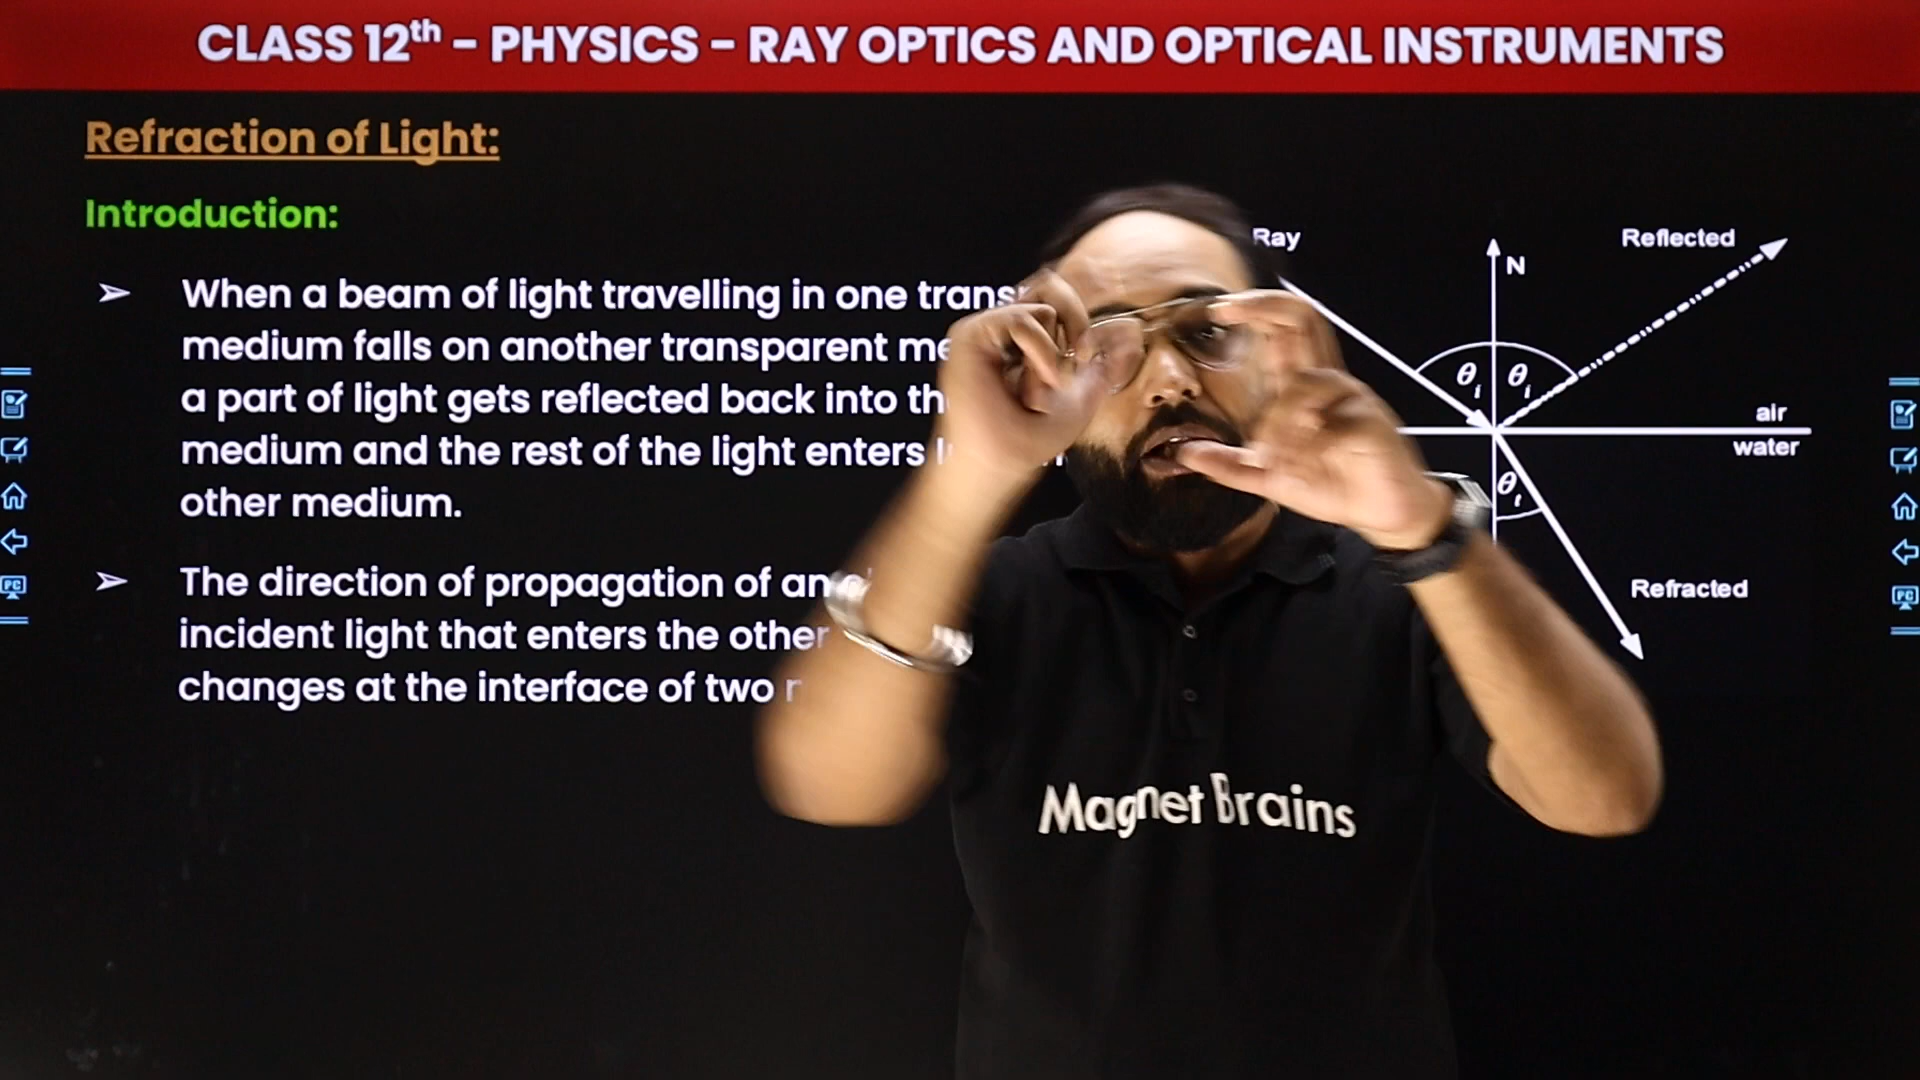 CLASS 12th - PHYSICS - RAY OPTICS AND OPTICAL INSTRUMENTS
Refraction of Light:
Introduction:
➢ When a beam of light travelling in one
medium falls on another transparent
a part of light gets reflected back into
medium and the rest of the light enters
other medium.
➢ The direction of propagation of an
incident light that enters the other
changes at the interface of two
Ray
Reflected
N
θi θi
air
water
θt
Refracted
Magnet Brains